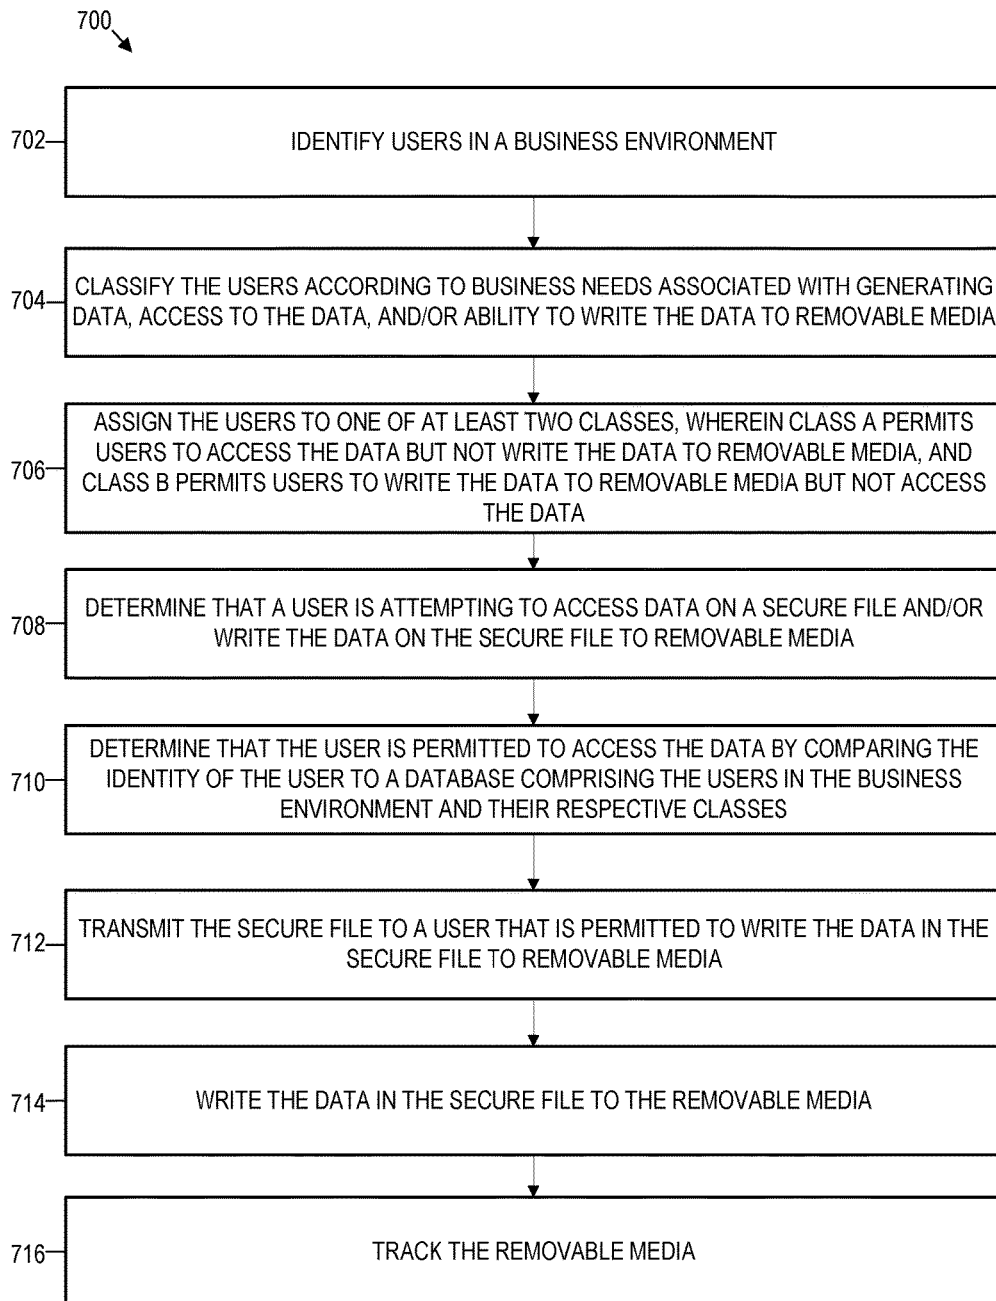 700
702
IDENTIFY USERS IN A BUSINESS ENVIRONMENT
704
CLASSIFY THE USERS ACCORDING TO BUSINESS NEEDS ASSOCIATED WITH GENERATING
DATA, ACCESS TO THE DATA, AND/OR ABILITY TO WRITE THE DATA TO REMOVABLE MEDIA
706
ASSIGN THE USERS TO ONE OF AT LEAST TWO CLASSES, WHEREIN CLASS A PERMITS
USERS TO ACCESS THE DATA BUT NOT WRITE THE DATA TO REMOVABLE MEDIA, AND
CLASS B PERMITS USERS TO WRITE THE DATA TO REMOVABLE MEDIA BUT NOT ACCESS
THE DATA
708
DETERMINE THAT A USER IS ATTEMPTING TO ACCESS DATA ON A SECURE FILE AND/OR
WRITE THE DATA ON THE SECURE FILE TO REMOVABLE MEDIA
710
DETERMINE THAT THE USER IS PERMITTED TO ACCESS THE DATA BY COMPARING THE
IDENTITY OF THE USER TO A DATABASE COMPRISING THE USERS IN THE BUSINESS
ENVIRONMENT AND THEIR RESPECTIVE CLASSES
712
TRANSMIT THE SECURE FILE TO A USER THAT IS PERMITTED TO WRITE THE DATA IN THE
SECURE FILE TO REMOVABLE MEDIA
714
WRITE THE DATA IN THE SECURE FILE TO THE REMOVABLE MEDIA
716
TRACK THE REMOVABLE MEDIA